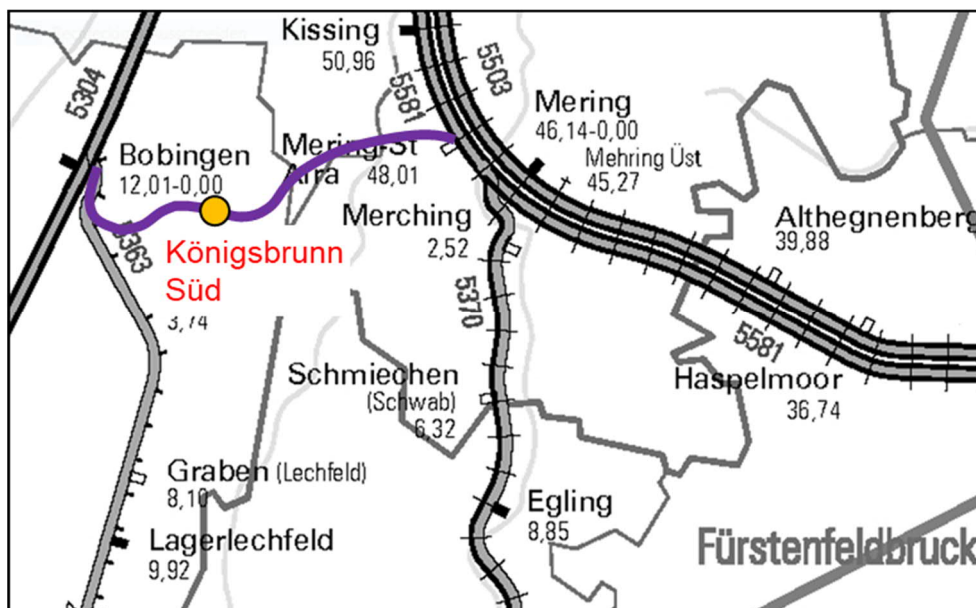 Kissing
50,96
5304
5581
5503
Mering
46,14-0,00
Mehring Üst
45,27
Bobingen
12,01-0,00
Mering-St
Afra 48,01
Merching
2,52
Althegnenberg
39,88
Königsbrunn
Süd
5363
3,74
5370
5581
Schmiechen
(Schwab)
6,32
Haspelmoor
36,74
Graben (Lechfeld)
8,10
Egling
8,85
Lagerlechfeld
9,92
Fürstenfeldbruck